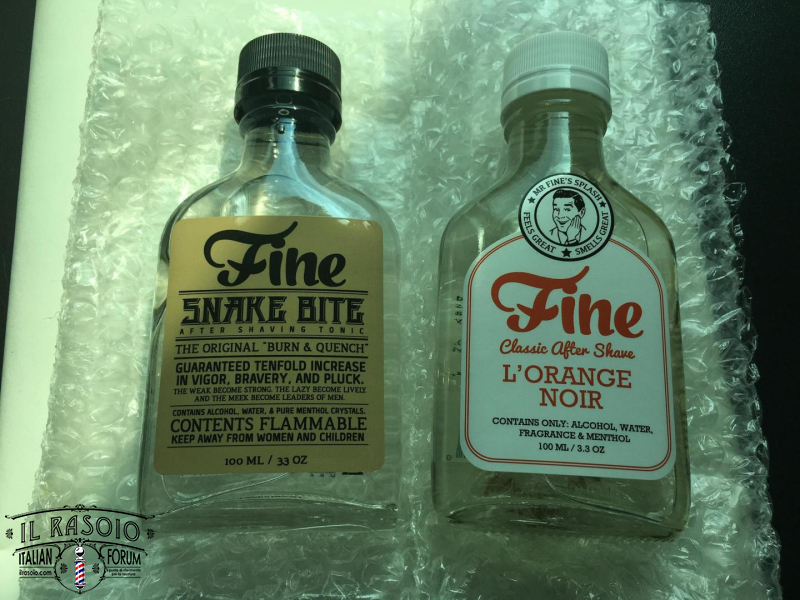 Fine
SNAKE BITE
AFTER SHAVING TONIC
THE ORIGINAL "BURN & QUENCH"
GUARANTEED TENFOLD INCREASE
IN VIGOR, BRAVERY, AND PLUCK.
THE WEAK BECOME STRONG, THE LAZY BECOME LIVELY
AND THE MEEK BECOME LEADERS OF MEN.
CONTAINS ALCOHOL, WATER, & PURE MENTHOL CRYSTALS.
CONTENTS FLAMMABLE
KEEP AWAY FROM WOMEN AND CHILDREN
100 ML / 33 OZ
MR FINE'S SPLASH
FEELS GREAT ★ SMELLS GREAT
Fine
Classic After Shave
L'ORANGE
NOIR
CONTAINS ONLY: ALCOHOL, WATER,
FRAGRANCE & MENTHOL
100 ML / 3.3 OZ
IL RASOIO
ITALIAN FORUM
ilrasoio.com